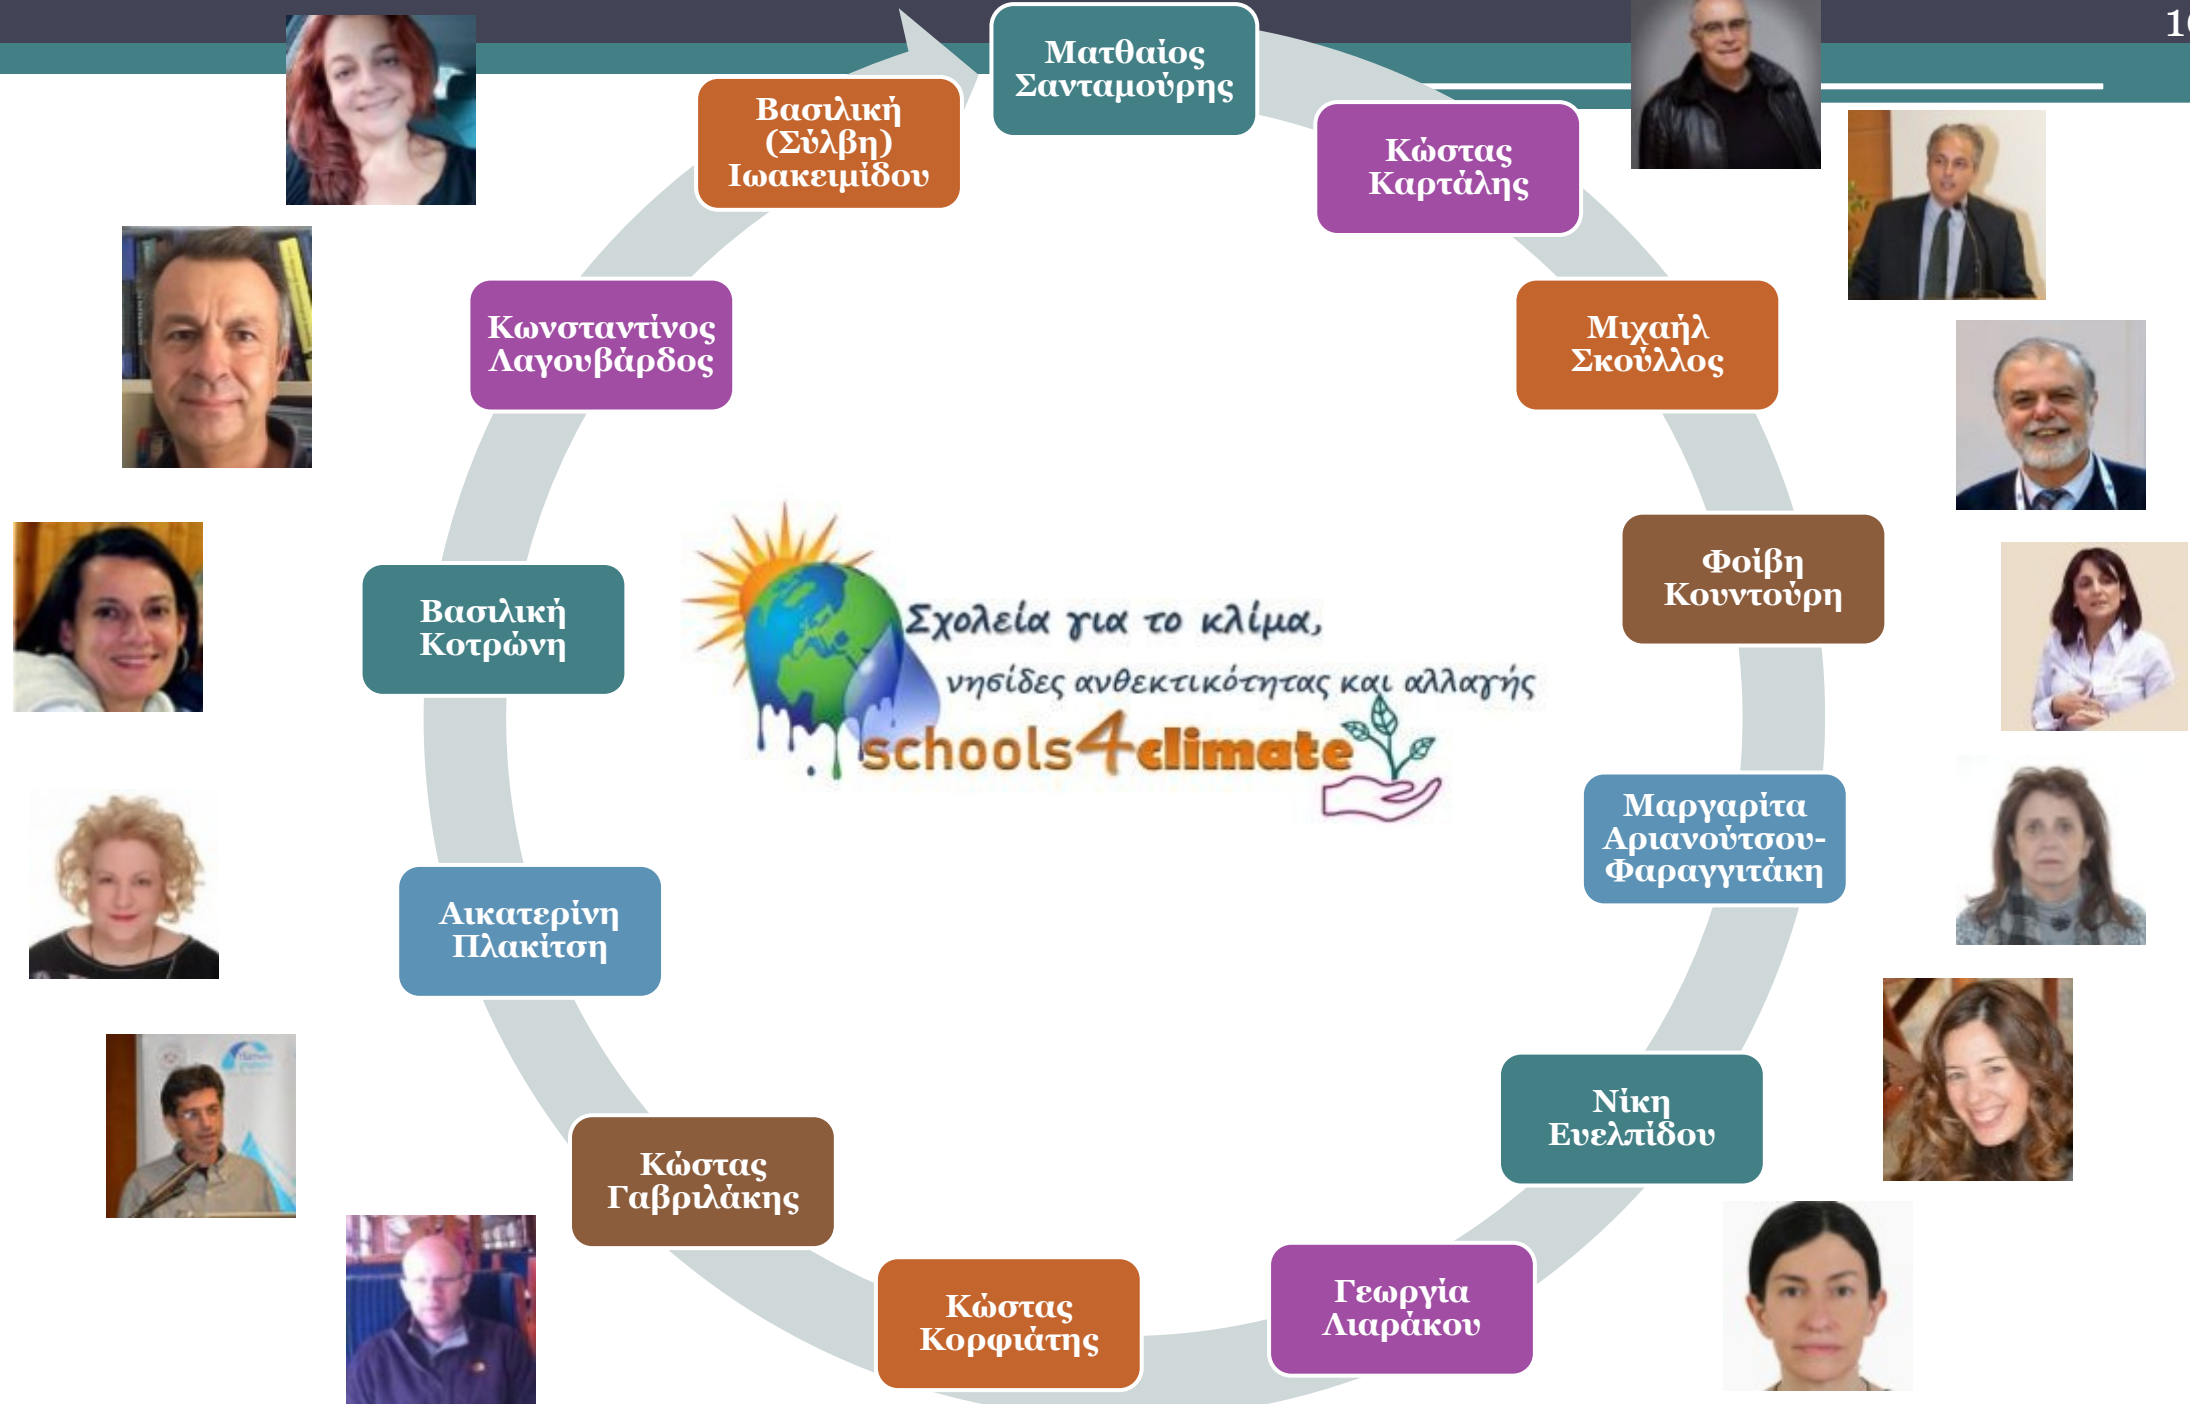 Ματθαίος
Σανταμούρης
Κώστας
Καρτάλης
Μιχαήλ
Σκούλλος
Φοίβη
Κουντούρη
Μαργαρίτα
Αριανούτσου-
Φαραγγιτάκη
Νίκη
Ευελπίδου
Γεωργία
Λιαράκου
Κώστας
Κορφιάτης
Κώστας
Γαβριλάκης
Αικατερίνη
Πλακίτση
Βασιλική
Κοτρώνη
Κωνσταντίνος
Λαγουβάρδος
Βασιλική
(Σύλβη)
Ιωακειμίδου
Σχολεία για το κλίμα,
νησίδες ανθεκτικότητας και αλλαγής
schools4climate